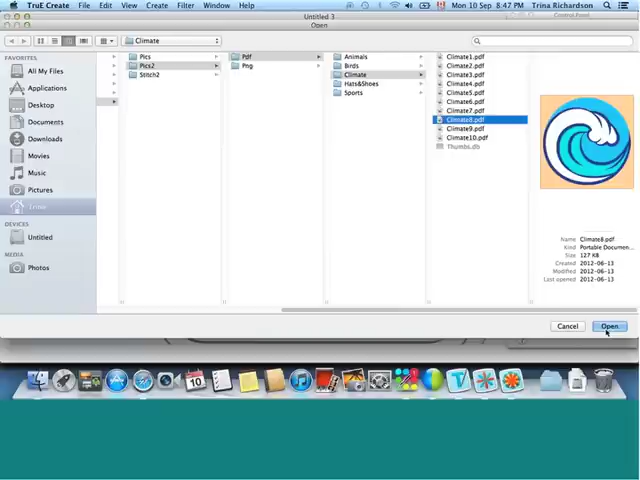 TruE Create File Edit View Create Filter Window Help Mon 10 Sep 8:47 PM Trina Richardson
Untitled 3
Control Panel
Open
Climate
FAVORITES
All My Files
Applications
Desktop
Documents
Downloads
Movies
Music
Pictures
trina
DEVICES
Untitled
MEDIA
Photos
Pics
Pics2
Stitch2
Pdf
Png
Animals
Birds
Climate
Hats&Shoes
Sports
Climate1.pdf
Climate2.pdf
Climate3.pdf
Climate4.pdf
Climate5.pdf
Climate6.pdf
Climate7.pdf
Climate8.pdf
Climate9.pdf
Climate10.pdf
Thumbs.db
Name Climate8.pdf
Kind Portable Documen...
Size 127 KB
Created 2012-06-13
Modified 2012-06-13
Last opened 2012-06-13
Cancel Open
10